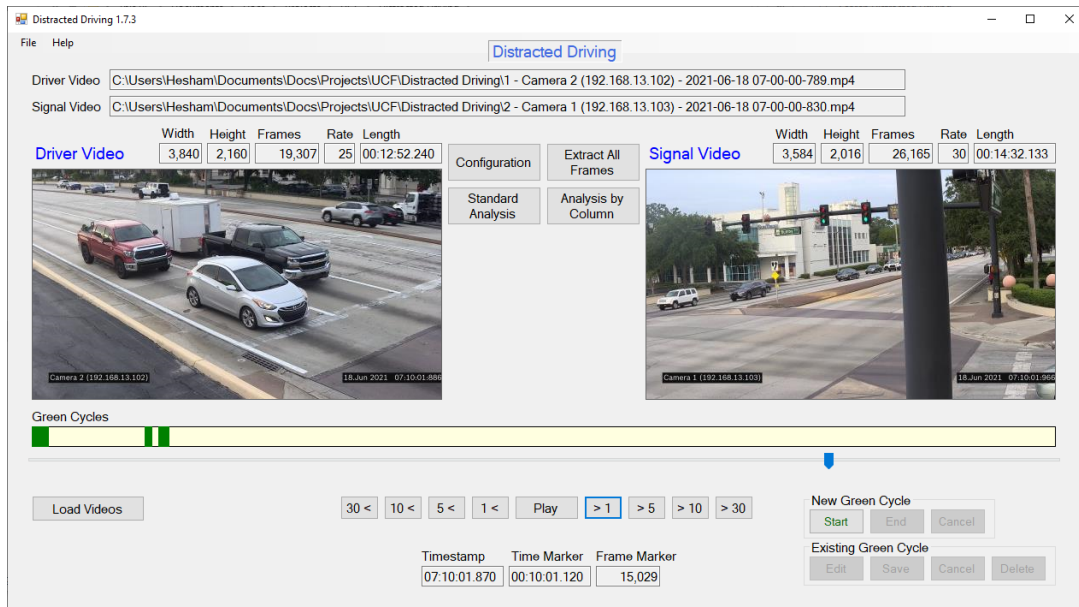 Distracted Driving 1.7.3
File Help
Distracted Driving
Driver Video C:\Users\Hesham\Documents\Docs\Projects\UCF\Distracted Driving\1 - Camera 2 (192.168.13.102) - 2021-06-18 07-00-00-789.mp4
Signal Video C:\Users\Hesham\Documents\Docs\Projects\UCF\Distracted Driving\2 - Camera 1 (192.168.13.103) - 2021-06-18 07-00-00-830.mp4
Width Height Frames Rate Length
Driver Video 3,840 2,160 19,307 25 00:12:52.240
Configuration
Extract All
Frames
Standard
Analysis
Analysis by
Column
Width Height Frames Rate Length
Signal Video 3,584 2,016 26,165 30 00:14:32.133
Camera 2 (192.168.13.102) 18.Jun 2021 07:10:01:886
Camera 1 (192.168.13.103) 18.Jun 2021 07:10:01:966
Green Cycles
Load Videos
30 < 10 < 5 < 1 < Play > 1 > 5 > 10 > 30
New Green Cycle
Start End Cancel
Existing Green Cycle
Edit Save Cancel Delete
Timestamp Time Marker Frame Marker
07:10:01.870 00:10:01.120 15,029